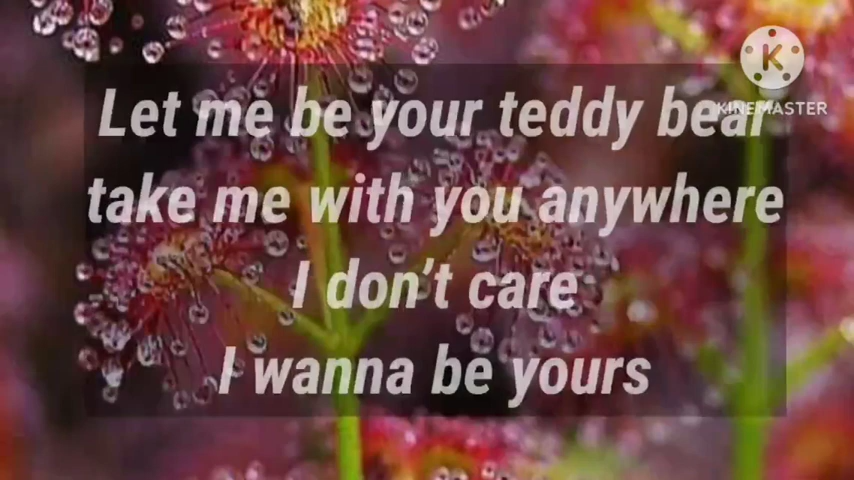 KINEMASTER
Let me be your teddy bear
take me with you anywhere
I don't care
I wanna be yours